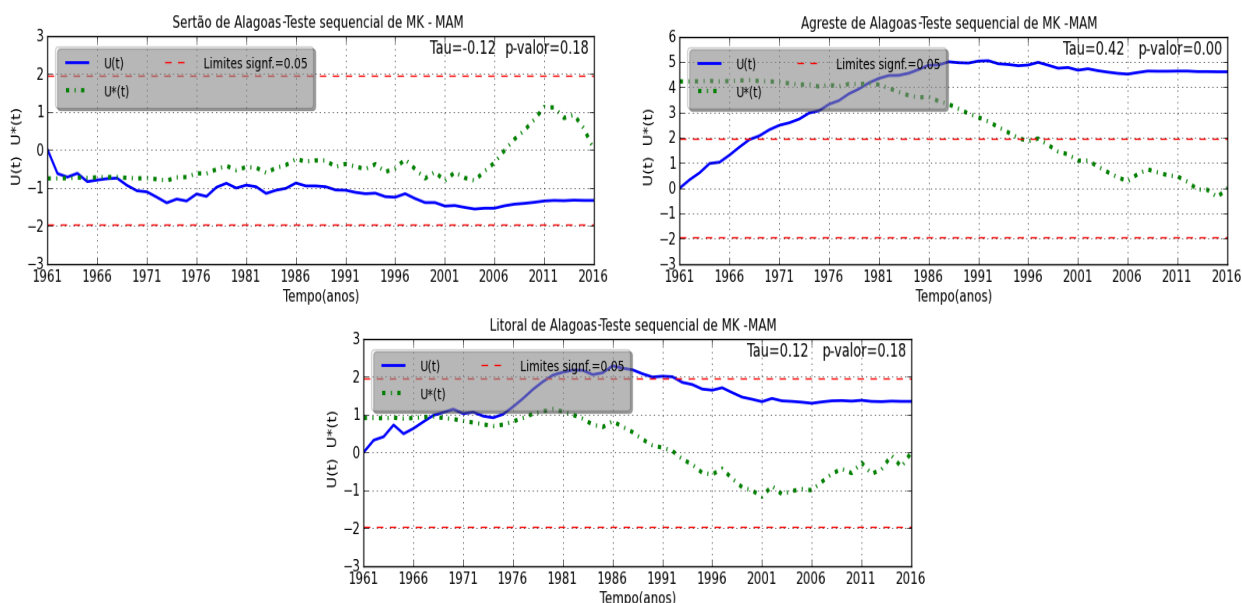 Sertão de Alagoas-Teste sequencial de MK - MAM
Tau=-0.12 p-valor=0.18
U(t)
Limites signf.=0.05
U*(t)
U(t) U*(t)
3
2
1
0
−1
−2
−3
1961 1966 1971 1976 1981 1986 1991 1996 2001 2006 2011 2016
Tempo(anos)
Agreste de Alagoas-Teste sequencial de MK -MAM
Tau=0.42 p-valor=0.00
U(t)
Limites signf.=0.05
U*(t)
U(t) U*(t)
6
5
4
3
2
1
0
1
2
3
1961 1966 1971 1976 1981 1986 1991 1996 2001 2006 2011 2016
Tempo(anos)
Litoral de Alagoas-Teste sequencial de MK -MAM
Tau=0.12 p-valor=0.18
U(t)
Limites signf.=0.05
U*(t)
U(t) U*(t)
3
2
1
0
−1
−2
−3
1961 1966 1971 1976 1981 1986 1991 1996 2001 2006 2011 2016
Tempo(anos)